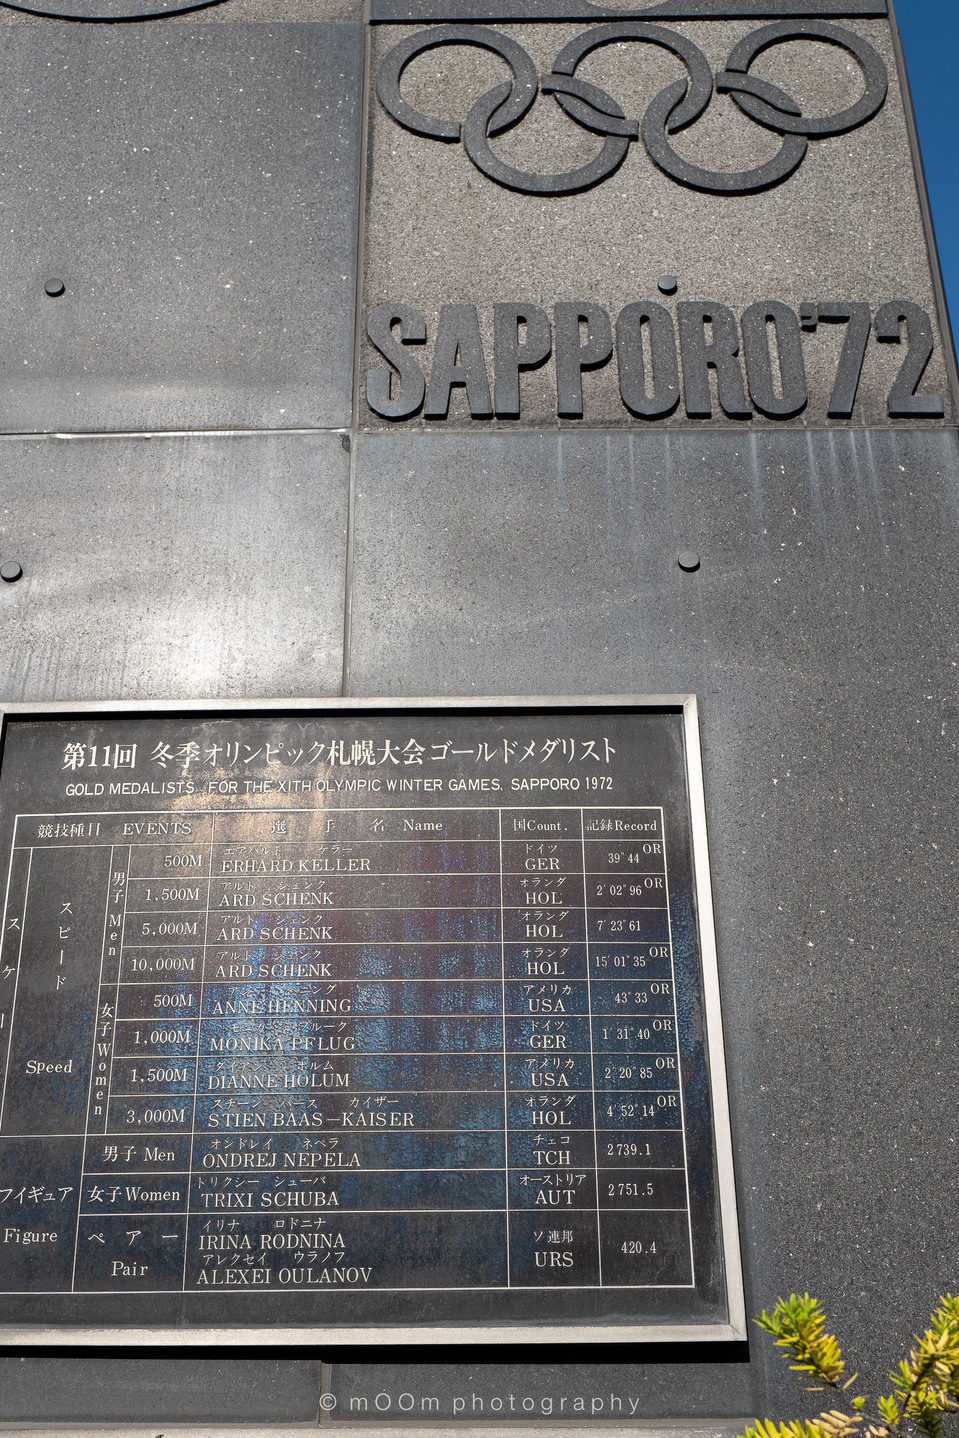 SAPPORO'72
第11回 冬季オリンピック札幌大会ゴールドメダリスト
GOLD MEDALISTS FOR THE XITH OLYMPIC WINTER GAMES. SAPPORO 1972
競技種目 EVENTS 選手名 Name 国Count. 記録Record
スケート
スピード
Speed
男子 Men
500M エアハルト ケラー ドイツ
ERHARD KELLER GER 39"44 OR
1,500M アルト シェンク オランダ
ARD SCHENK HOL 2'02"96 OR
5,000M アルト シェンク オランダ
ARD SCHENK HOL 7'23"61
10,000M アルト シェンク オランダ
ARD SCHENK HOL 15'01"35 OR
女子 Women
500M アメリカ
ANNE HENNING USA 43"33 OR
1,000M ドイツ
MONIKA PFLUG GER 1'31"40 OR
1,500M アメリカ
DIANNE HOLUM USA 2'20"85 OR
3,000M スチーン バース カイザー オランダ
STIEN BAAS-KAISER HOL 4'52"14 OR
フィギュア
Figure
男子 Men オンドレイ ネペラ チェコ
ONDREJ NEPELA TCH 2739.1
女子 Women トリクシー シューバ オーストリア
TRIXI SCHUBA AUT 2751.5
ペアー
Pair
イリナ ロドニナ
IRINA RODNINA
アレクセイ ウラノフ
ALEXEI OULANOV
ソ連邦
URS
420.4
© mOOm photography